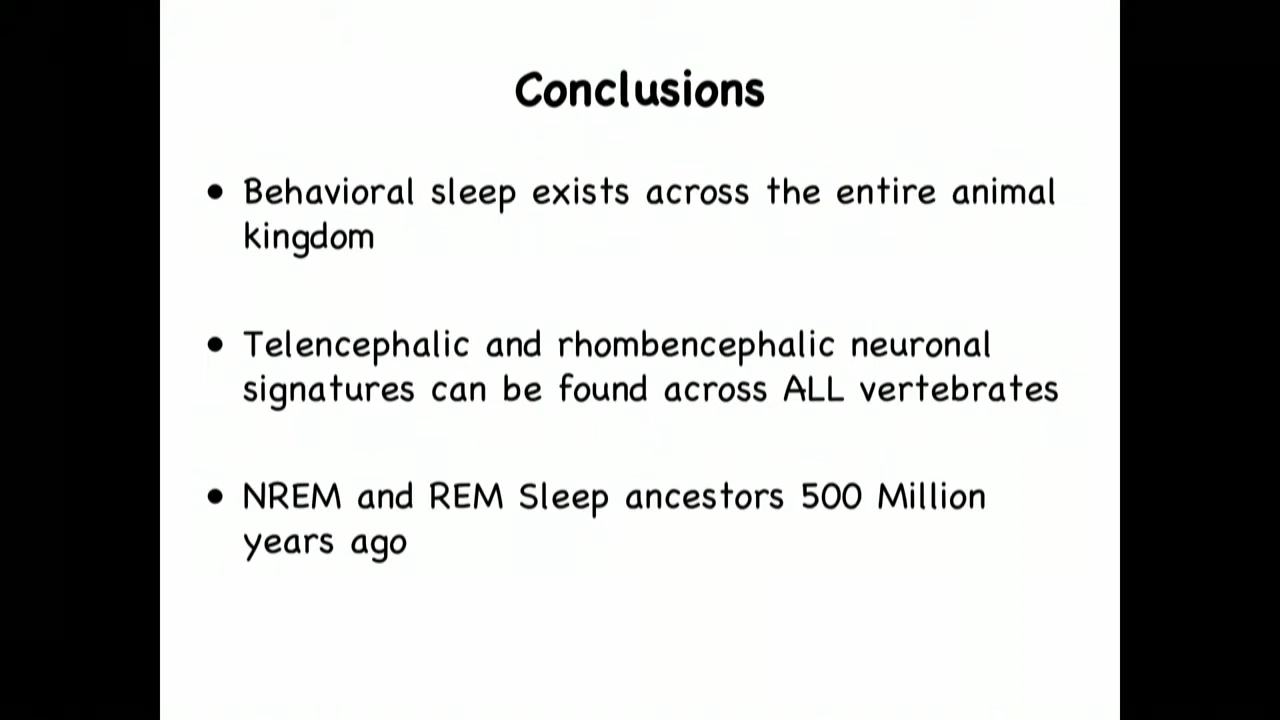 Conclusions
• Behavioral sleep exists across the entire animal
kingdom
• Telencephalic and rhombencephalic neuronal
signatures can be found across ALL vertebrates
• NREM and REM Sleep ancestors 500 Million
years ago